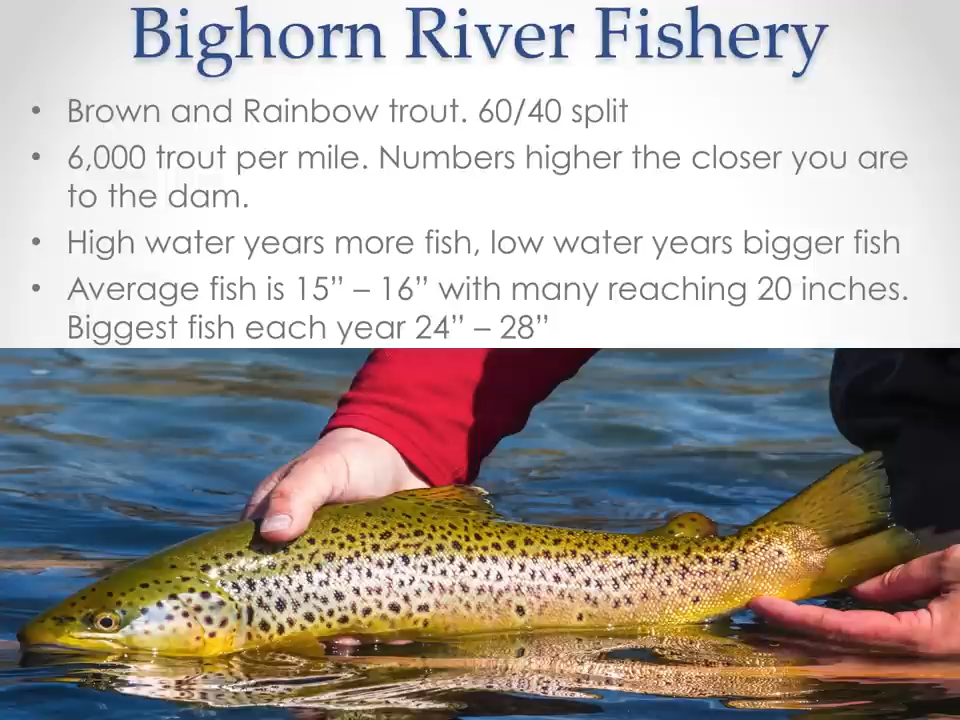 Bighorn River Fishery
• Brown and Rainbow trout. 60/40 split
• 6,000 trout per mile. Numbers higher the closer you are
to the dam.
• High water years more fish, low water years bigger fish
• Average fish is 15” – 16” with many reaching 20 inches.
Biggest fish each year 24” – 28”